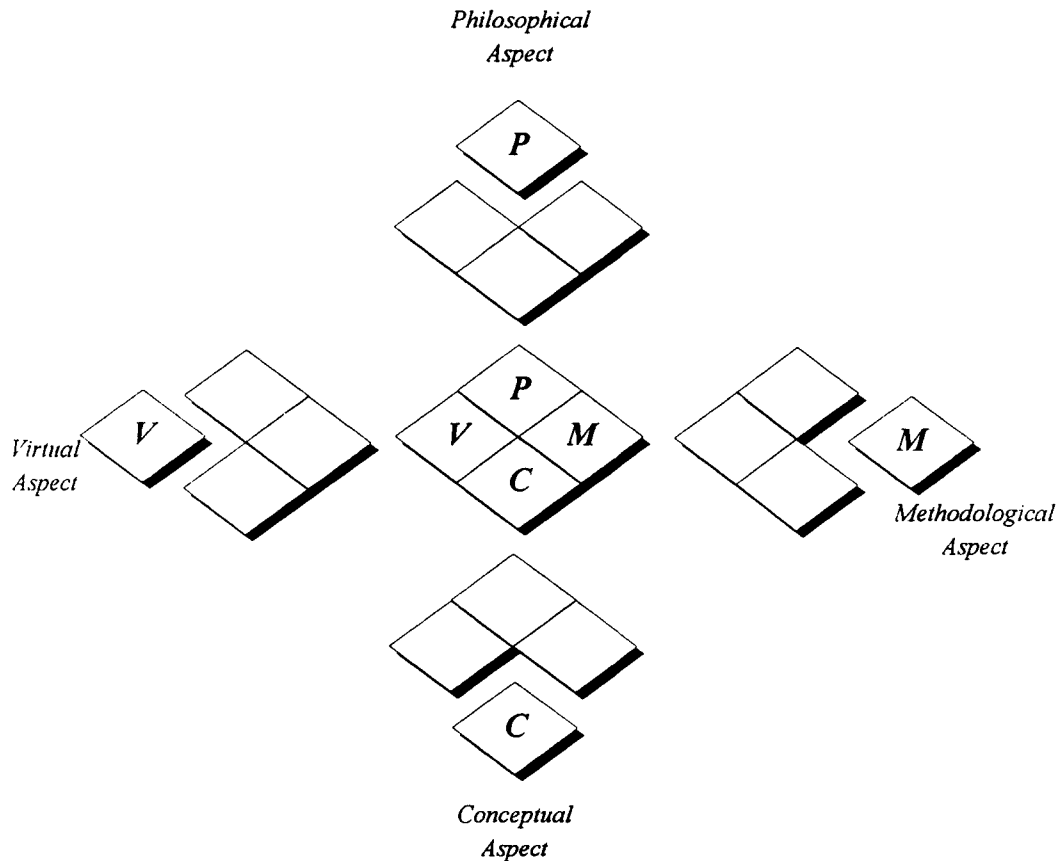 Philosophical
Aspect
P
P
V
V
M
M
C
Virtual
Aspect
Methodological
Aspect
C
Conceptual
Aspect